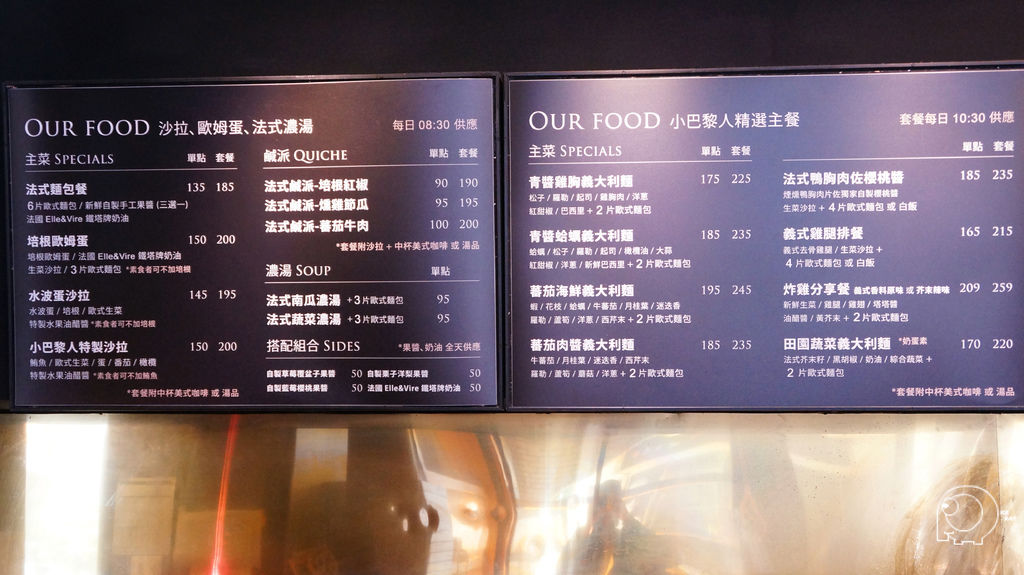 OUR FOOD 沙拉、歐姆蛋、法式濃湯 每日 08:30 供應
主菜 SPECIALS 單點 套餐
法式麵包餐 135 185
6片歐式麵包 / 新鮮自製手工果醬 (三選一)
法國 Elle&Vire 鐵塔牌奶油
培根歐姆蛋 150 200
培根歐姆蛋 / 法國 Elle&Vire 鐵塔牌奶油
生菜沙拉 / 3 片歐式麵包 *素食者可不加培根
水波蛋沙拉 145 195
水波蛋 / 培根 / 歐式生菜
特製水果油醋醬 *素食者可不加培根
小巴黎人特製沙拉 150 200
鮪魚 / 歐式生菜 / 蛋 / 番茄 / 橄欖
特製水果油醋醬 *素食者可不加鮪魚
*套餐附中杯美式咖啡 或 湯品
鹹派 QUICHE 單點 套餐
法式鹹派-培根紅椒 90 190
法式鹹派-燻雞節瓜 95 195
法式鹹派-蕃茄牛肉 100 200
*套餐附沙拉 + 中杯美式咖啡 或 湯品
濃湯 SOUP 單點
法式南瓜濃湯 +3片歐式麵包 95
法式蔬菜濃湯 +3片歐式麵包 95
搭配組合 SIDES *果醬、奶油 全天供應
自製草莓覆盆子果醬 50 自製栗子洋梨果醬 50
自製藍莓櫻桃果醬 50 法國 Elle&Vire 鐵塔牌奶油 50
OUR FOOD 小巴黎人精選主餐 套餐每日 10:30 供應
主菜 SPECIALS 單點 套餐
青醬雞胸義大利麵 175 225
松子 / 羅勒 / 起司 / 雞胸肉 / 洋蔥
紅甜椒 / 巴西里 + 2 片歐式麵包
青醬蛤蠣義大利麵 185 235
蛤蠣 / 松子 / 羅勒 / 起司 / 橄欖油 / 大蒜
紅甜椒 / 洋蔥 / 新鮮巴西里 + 2 片歐式麵包
蕃茄海鮮義大利麵 195 245
蝦 / 花枝 / 蛤蠣 / 牛蕃茄 / 月桂葉 / 迷迭香
羅勒 / 蘆筍 / 洋蔥 / 西芹末 + 2 片歐式麵包
蕃茄肉醬義大利麵 185 235
牛蕃茄 / 月桂葉 / 迷迭香 / 西芹末
羅勒 / 蘆筍 / 蘑菇 / 洋蔥 + 2 片歐式麵包
單點 套餐
法式鴨胸肉佐櫻桃醬 185 235
煙燻鴨胸肉片佐獨家自製櫻桃醬
生菜沙拉 + 4 片歐式麵包 或 白飯
義式雞腿排餐 165 215
義式去骨雞腿 / 生菜沙拉 +
4 片歐式麵包 或 白飯
炸雞分享餐 義式香料原味 或 芥末辣味 209 259
新鮮生菜 / 雞腿 / 雞翅 / 塔塔醬
油醋醬 / 黃芥末 + 2 片歐式麵包
田園蔬菜義大利麵 *奶蛋素 170 220
法式芥末籽 / 黑胡椒 / 奶油 / 綜合蔬菜 +
2 片歐式麵包
*套餐附中杯美式咖啡 或 湯品